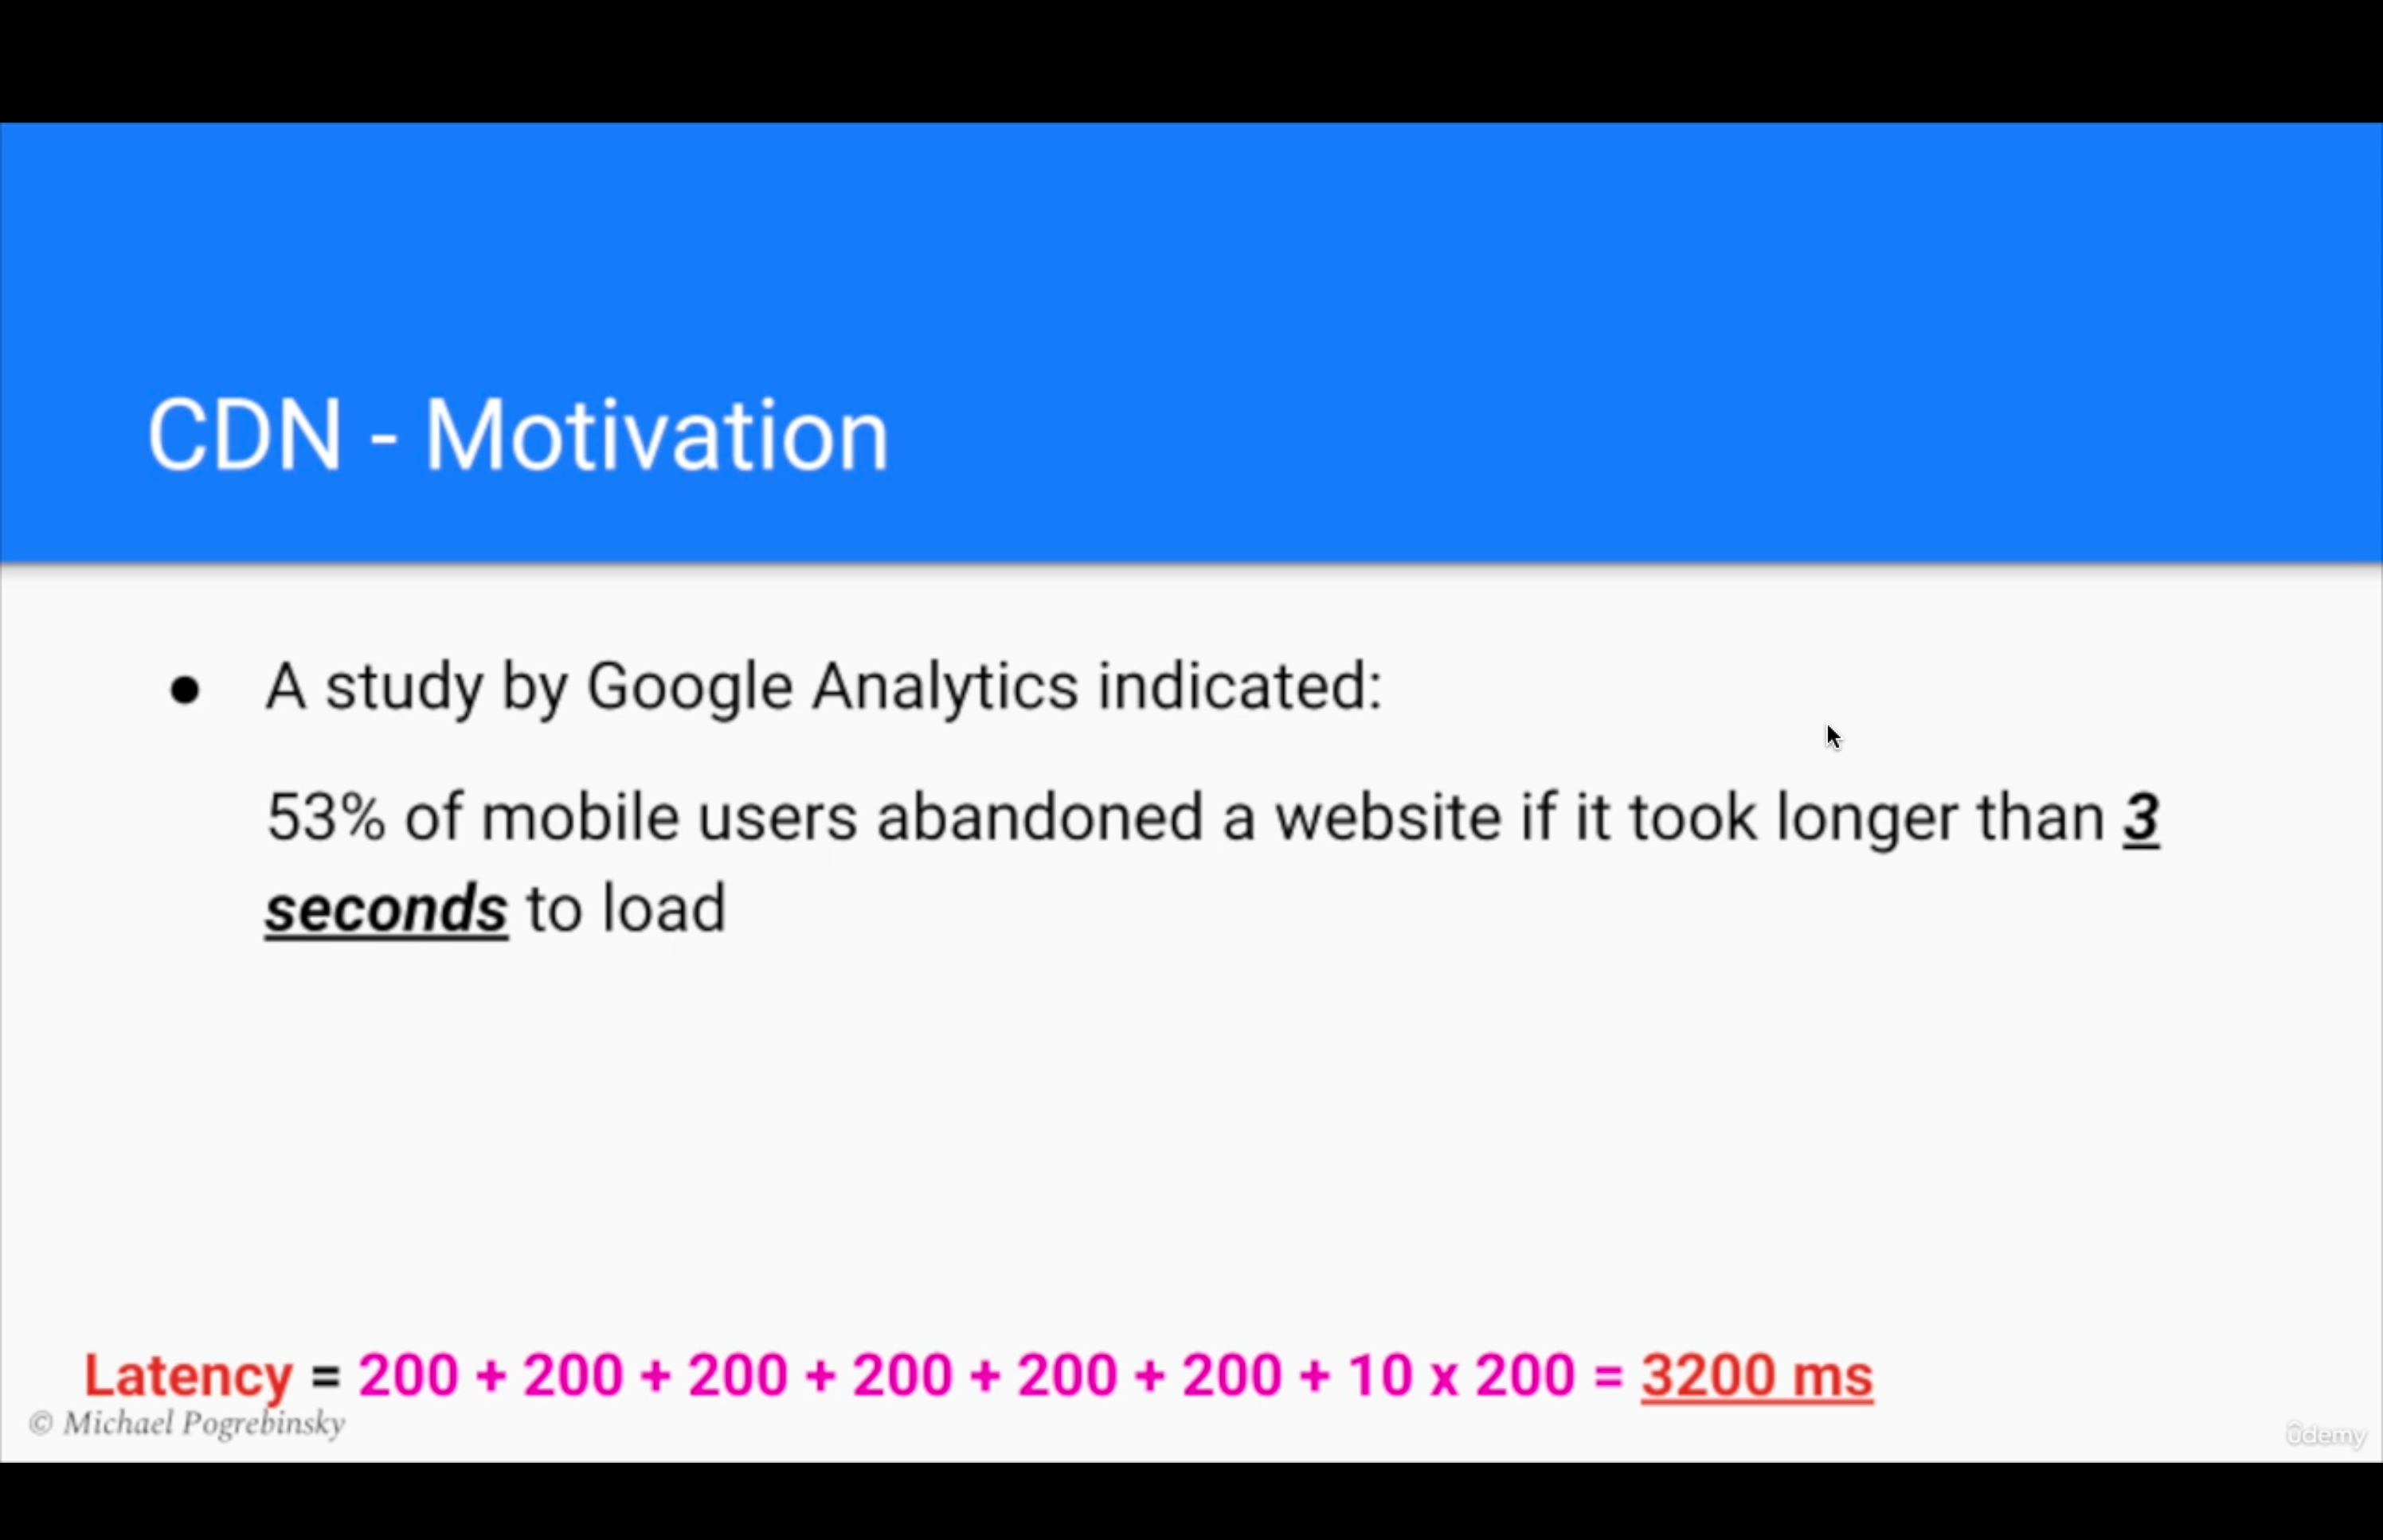 CDN - Motivation
● A study by Google Analytics indicated:
53% of mobile users abandoned a website if it took longer than 3
seconds to load
Latency = 200 + 200 + 200 + 200 + 200 + 200 + 10 x 200 = 3200 ms
© Michael Pogrebinsky
ûdemy